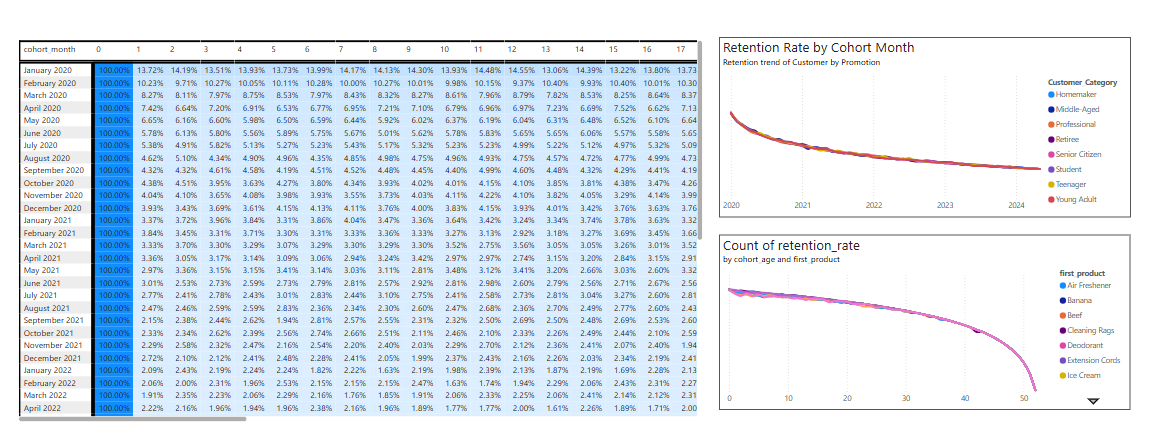 cohort_month 0 1 2 3 4 5 6 7 8 9 10 11 12 13 14 15 16 17
January 2020 100.00% 13.72% 14.19% 13.51% 13.93% 13.73% 13.99% 14.17% 14.13% 14.30% 13.93% 14.48% 14.55% 13.06% 14.39% 13.22% 13.80% 13.73
February 2020 100.00% 10.23% 9.71% 10.27% 10.05% 10.11% 10.28% 10.00% 10.27% 10.01% 9.98% 10.15% 9.37% 10.40% 9.93% 10.40% 10.01% 10.30
March 2020 100.00% 8.27% 8.11% 7.97% 8.75% 8.53% 7.97% 8.43% 8.32% 8.27% 8.11% 7.96% 8.79% 7.82% 8.53% 8.25% 8.64% 8.37
April 2020 100.00% 7.42% 6.64% 7.20% 6.91% 6.53% 6.77% 6.95% 7.21% 7.10% 6.79% 6.96% 6.97% 7.23% 6.69% 7.52% 6.62% 7.13
May 2020 100.00% 6.65% 6.16% 6.60% 5.98% 6.50% 6.59% 6.44% 5.92% 6.02% 6.37% 6.19% 6.04% 6.31% 6.48% 6.52% 6.10% 6.64
June 2020 100.00% 5.78% 6.13% 5.80% 5.56% 5.89% 5.75% 5.67% 5.01% 5.62% 5.78% 5.83% 5.65% 5.65% 6.06% 5.57% 5.58% 5.65
July 2020 100.00% 5.38% 4.91% 5.82% 5.13% 5.27% 5.23% 5.43% 5.17% 5.32% 5.23% 5.23% 4.99% 5.22% 5.12% 4.97% 5.32% 5.09
August 2020 100.00% 4.62% 5.10% 4.34% 4.90% 4.96% 4.35% 4.85% 4.98% 4.75% 4.96% 4.93% 4.75% 4.57% 4.72% 4.77% 4.99% 4.73
September 2020 100.00% 4.32% 4.32% 4.61% 4.58% 4.19% 4.51% 4.52% 4.48% 4.45% 4.40% 4.99% 4.60% 4.48% 4.32% 4.29% 4.41% 4.19
October 2020 100.00% 4.38% 4.51% 3.95% 3.63% 4.27% 3.80% 4.34% 3.93% 4.02% 4.01% 4.15% 4.10% 3.85% 3.81% 4.38% 3.47% 4.26
November 2020 100.00% 4.04% 4.10% 3.65% 4.08% 3.98% 3.93% 3.55% 3.73% 4.15% 3.87% 4.15% 3.93% 3.82% 4.05% 3.29% 4.14% 3.99
December 2020 100.00% 3.93% 3.43% 3.69% 3.61% 4.15% 4.13% 4.11% 3.76% 4.00% 3.83% 4.15% 3.93% 4.01% 3.42% 3.76% 3.63% 3.76
January 2021 100.00% 3.37% 3.72% 3.96% 3.84% 3.31% 3.86% 4.04% 3.47% 3.36% 3.64% 3.42% 3.24% 3.34% 3.74% 3.78% 3.63% 3.32
February 2021 100.00% 3.84% 3.45% 3.31% 3.71% 3.30% 3.31% 3.33% 3.36% 3.33% 3.27% 3.13% 2.92% 3.18% 3.27% 3.69% 3.45% 3.66
March 2021 100.00% 3.33% 3.70% 3.30% 3.29% 3.07% 3.29% 3.30% 3.29% 3.30% 3.52% 2.75% 3.56% 3.05% 3.05% 3.26% 3.01% 3.52
April 2021 100.00% 3.36% 3.05% 3.17% 3.14% 3.09% 3.06% 2.94% 3.24% 3.42% 2.97% 2.97% 3.74% 3.15% 3.20% 2.84% 3.15% 2.91
May 2021 100.00% 2.97% 3.36% 3.15% 3.15% 3.41% 3.14% 3.03% 3.11% 2.81% 3.48% 3.12% 3.41% 3.20% 2.66% 3.03% 2.60% 3.32
June 2021 100.00% 3.01% 2.53% 2.73% 2.59% 2.73% 2.79% 2.81% 2.57% 2.92% 2.81% 2.98% 2.60% 2.79% 2.56% 2.71% 2.67% 2.56
July 2021 100.00% 2.77% 2.41% 2.78% 2.43% 3.01% 2.83% 2.44% 3.10% 2.75% 2.41% 2.58% 2.73% 2.81% 3.04% 3.27% 2.60% 2.81
August 2021 100.00% 2.47% 2.46% 2.59% 2.59% 2.83% 2.36% 2.34% 2.30% 2.60% 2.47% 2.68% 2.36% 2.70% 2.49% 2.77% 2.60% 2.43
September 2021 100.00% 2.15% 2.38% 2.44% 2.62% 1.94% 2.81% 2.57% 2.55% 2.31% 2.32% 2.50% 2.69% 2.50% 2.48% 2.69% 2.53% 2.60
October 2021 100.00% 2.33% 2.34% 2.62% 2.39% 2.56% 2.74% 2.66% 2.51% 2.11% 2.46% 2.10% 2.33% 2.26% 2.49% 2.44% 2.10% 2.59
November 2021 100.00% 2.29% 2.58% 2.32% 2.47% 2.16% 2.54% 2.20% 2.40% 2.03% 2.29% 1.70% 2.12% 2.36% 2.41% 2.07% 2.40% 1.94
December 2021 100.00% 2.72% 2.10% 2.12% 2.41% 2.48% 2.28% 2.41% 2.05% 1.99% 2.37% 2.43% 2.16% 2.26% 2.03% 2.34% 2.19% 2.41
January 2022 100.00% 2.09% 2.43% 2.19% 2.24% 2.24% 1.82% 2.22% 1.63% 2.19% 1.98% 2.39% 2.13% 1.87% 2.19% 1.69% 2.28% 2.13
February 2022 100.00% 2.06% 2.00% 2.31% 1.96% 2.53% 2.15% 2.15% 2.15% 2.47% 1.63% 1.74% 1.94% 2.29% 2.06% 2.43% 2.31% 2.27
March 2022 100.00% 1.91% 2.35% 2.23% 2.06% 2.29% 2.16% 1.76% 1.85% 1.91% 2.06% 2.33% 2.25% 2.06% 2.41% 2.14% 2.12% 2.31
April 2022 100.00% 2.22% 2.16% 1.96% 1.94% 1.96% 2.38% 2.16% 1.96% 1.89% 1.77% 1.77% 2.00% 1.61% 2.26% 1.89% 1.71% 2.00
Retention Rate by Cohort Month
Retention trend of Customer by Promotion
Customer Category
Homemaker
Middle-Aged
Professional
Retiree
Senior Citizen
Student
Teenager
Young Adult
2020 2021 2022 2023 2024
Count of retention_rate
by cohort_age and first_product
first product
Air Freshener
Banana
Beef
Cleaning Rags
Deodorant
Extension Cords
Ice Cream
0 10 20 30 40 50